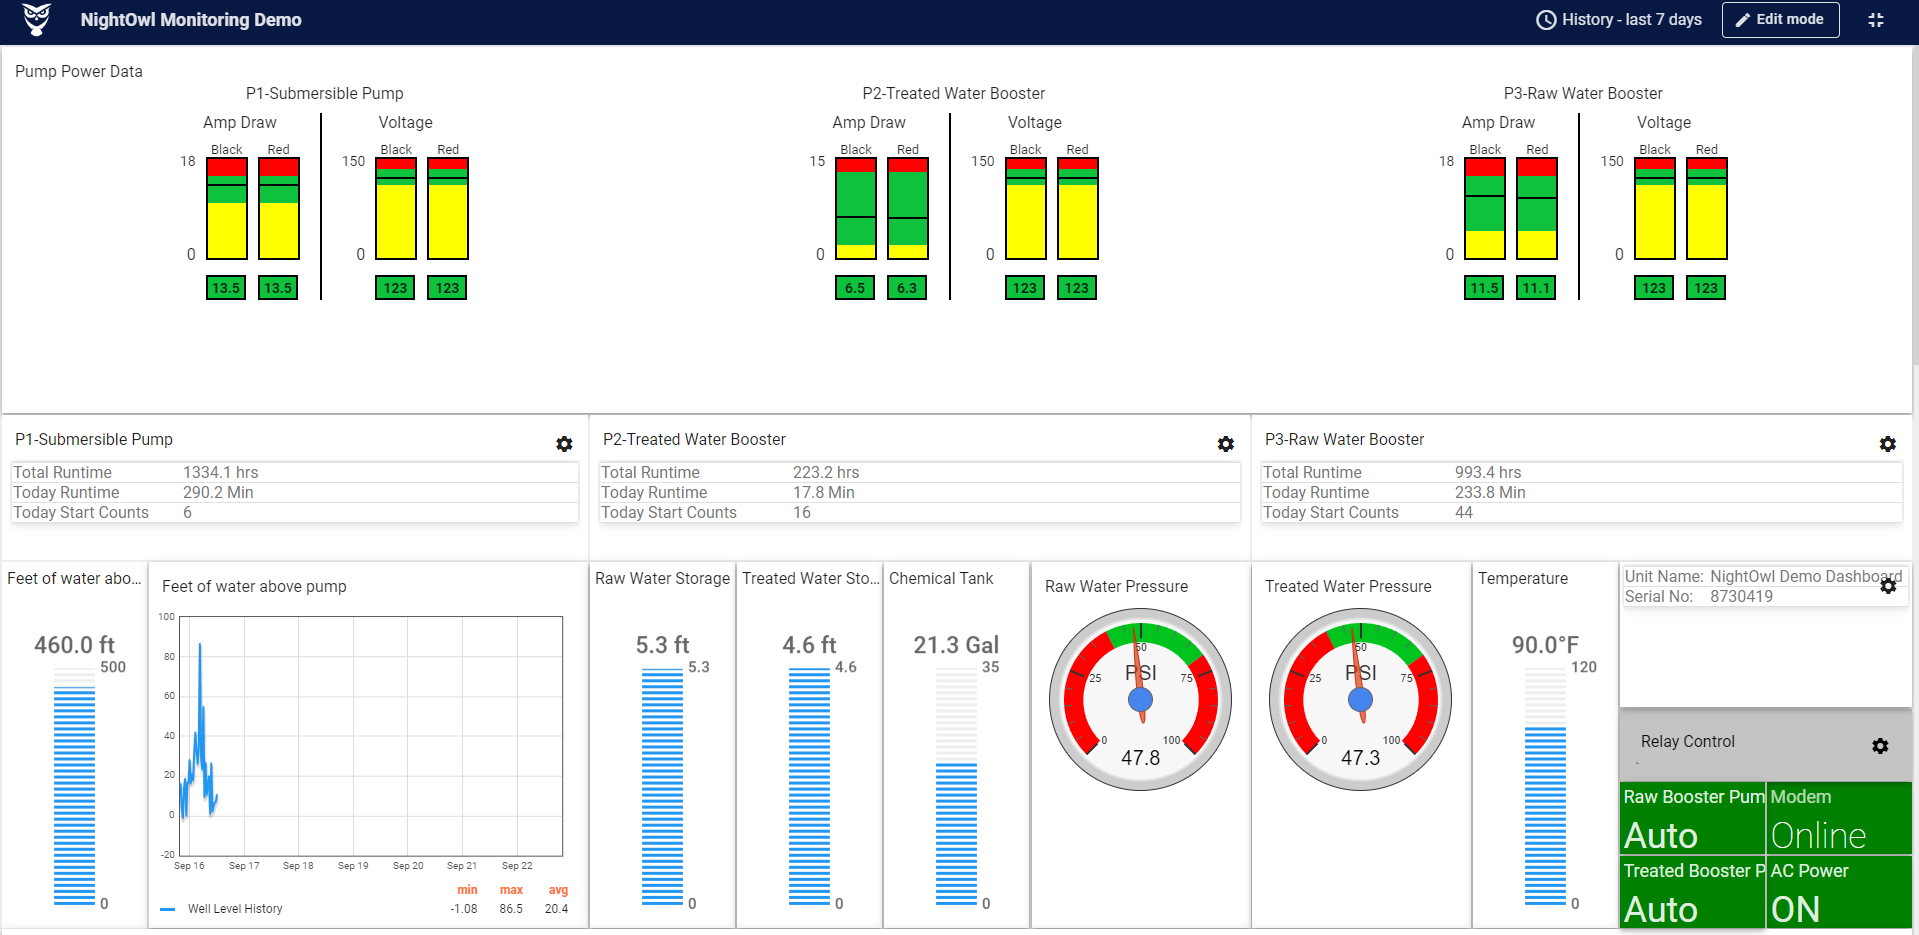 NightOwl Monitoring Demo
History - last 7 days
Edit mode
Pump Power Data
P1-Submersible Pump
P2-Treated Water Booster
P3-Raw Water Booster
Amp Draw Voltage
Amp Draw Voltage
Amp Draw Voltage
Black Red Black Red
Black Red Black Red
Black Red Black Red
18 150
15 150
18 150
0 0
0 0
0 0
13.5 13.5 123 123
6.5 6.3 123 123
11.5 11.1 123 123
P1-Submersible Pump
Total Runtime 1334.1 hrs
Today Runtime 290.2 Min
Today Start Counts 6
P2-Treated Water Booster
Total Runtime 223.2 hrs
Today Runtime 17.8 Min
Today Start Counts 16
P3-Raw Water Booster
Total Runtime 993.4 hrs
Today Runtime 233.8 Min
Today Start Counts 44
Feet of water abo...
460.0 ft
500
0
Feet of water above pump
100
80
60
40
20
0
-20
Sep 16 Sep 17 Sep 18 Sep 19 Sep 20 Sep 21 Sep 22
min max avg
Well Level History -1.08 86.5 20.4
Raw Water Storage
5.3 ft
5.3
0
Treated Water Sto...
4.6 ft
4.6
0
Chemical Tank
21.3 Gal
35
0
Raw Water Pressure
50
PSI
25 75
0 100
47.8
Treated Water Pressure
50
PSI
25 75
0 100
47.3
Temperature
90.0°F
120
0
Unit Name: NightOwl Demo Dashboard
Serial No: 8730419
Relay Control
.
Raw Booster Pum
Auto
Modem
Online
Treated Booster P
Auto
AC Power
ON